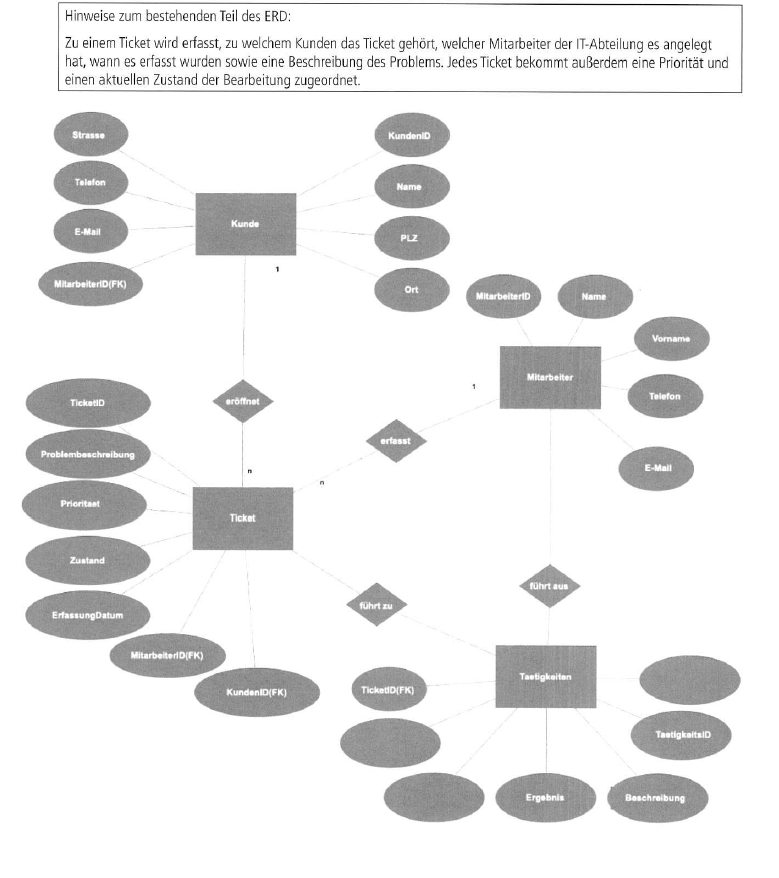 Hinweise zum bestehenden Teil des ERD:
Zu einem Ticket wird erfasst, zu welchem Kunden das Ticket gehört, welcher Mitarbeiter der IT-Abteilung es angelegt
hat, wann es erfasst wurden sowie eine Beschreibung des Problems. Jedes Ticket bekommt außerdem eine Priorität und
einen aktuellen Zustand der Bearbeitung zugeordnet.
Strasse
KundenID
Telefon
Name
Kunde
E-Mail
PLZ
MitarbeiterID(FK)
Ort
1
MitarbeiterID
Name
Vorname
Mitarbeiter
1
Telefon
eröffnet
TicketID
erfasst
Problembeschreibung
E-Mail
n
n
Prioritaet
Ticket
Zustand
führt aus
führt zu
ErfassungDatum
MitarbeiterID(FK)
Taetigkeiten
TicketID(FK)
KundenID(FK)
TaetigkeitsID
Ergebnis
Beschreibung